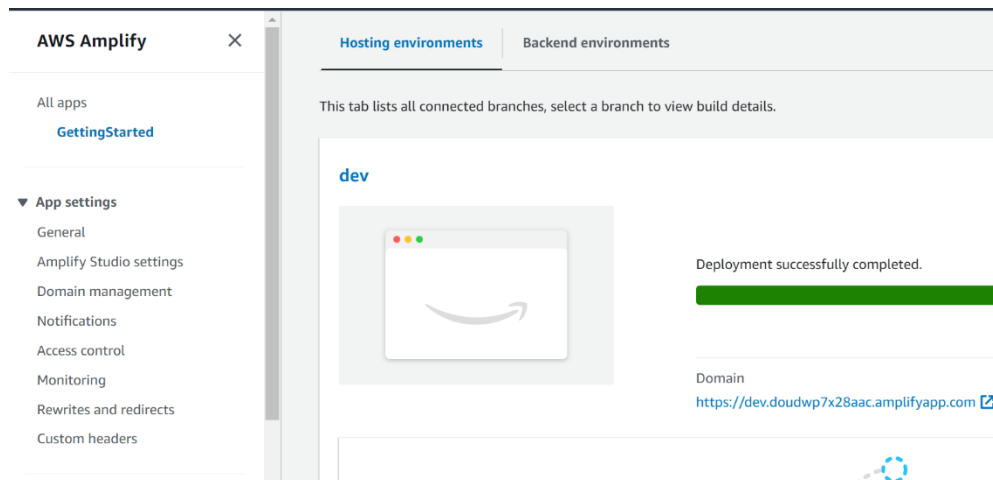 AWS Amplify
All apps
GettingStarted
App settings
General
Amplify Studio settings
Domain management
Notifications
Access control
Monitoring
Rewrites and redirects
Custom headers
Hosting environments
Backend environments
This tab lists all connected branches, select a branch to view build details.
dev
Deployment successfully completed.
Domain
https://dev.doudwp7x28aac.amplifyapp.com